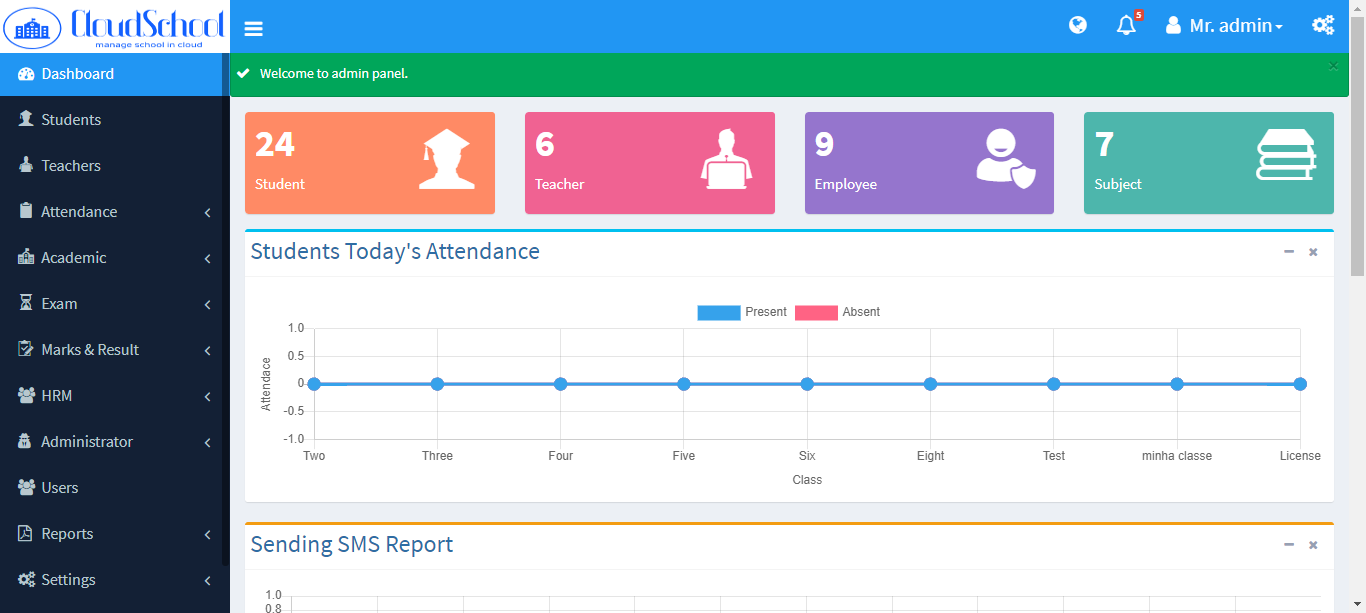 CloudSchool
manage school in cloud
5
Mr. admin
Dashboard
Students
Teachers
Attendance
Academic
Exam
Marks & Result
HRM
Administrator
Users
Reports
Settings
Welcome to admin panel.
×
24
Student
6
Teacher
9
Employee
7
Subject
Students Today's Attendance
Present
Absent
1.0
0.5
0
-0.5
-1.0
Attendace
Two
Three
Four
Five
Six
Eight
Test
minha classe
License
Class
Sending SMS Report
1.0
0.8